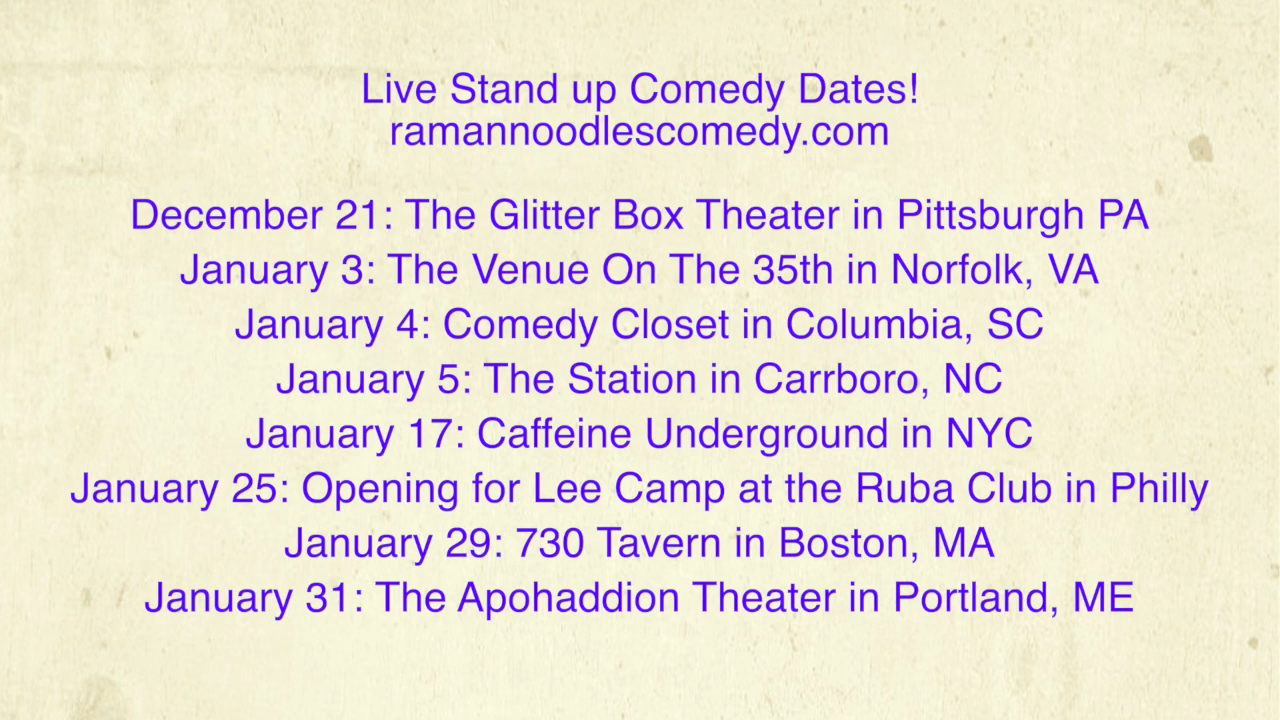 Live Stand up Comedy Dates!
ramannoodlescomedy.com
December 21: The Glitter Box Theater in Pittsburgh PA
January 3: The Venue On The 35th in Norfolk, VA
January 4: Comedy Closet in Columbia, SC
January 5: The Station in Carrboro, NC
January 17: Caffeine Underground in NYC
January 25: Opening for Lee Camp at the Ruba Club in Philly
January 29: 730 Tavern in Boston, MA
January 31: The Apohaddion Theater in Portland, ME